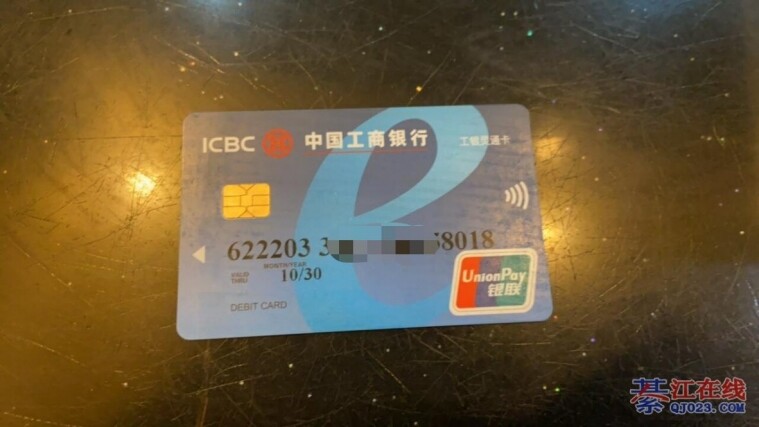 ICBC 中国工商银行 工银灵通卡
622203 3 58018
MONTH/YEAR
VALID THRU 10/30
DEBIT CARD
UnionPay
银联
綦江在线
QJ023.COM